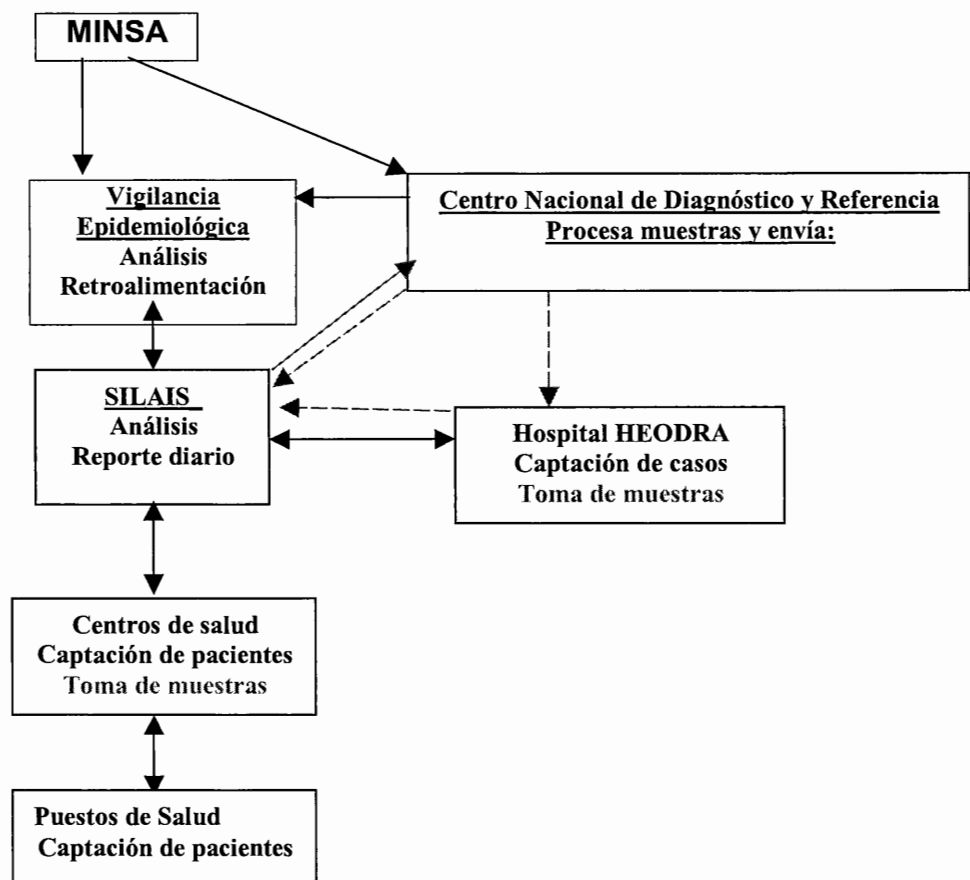 MINSA
Vigilancia
Epidemiológica
Análisis
Retroalimentación
Centro Nacional de Diagnóstico y Referencia
Procesa muestras y envía:
SILAIS
Análisis
Reporte diario
Hospital HEODRA
Captación de casos
Toma de muestras
Centros de salud
Captación de pacientes
Toma de muestras
Puestos de Salud
Captación de pacientes